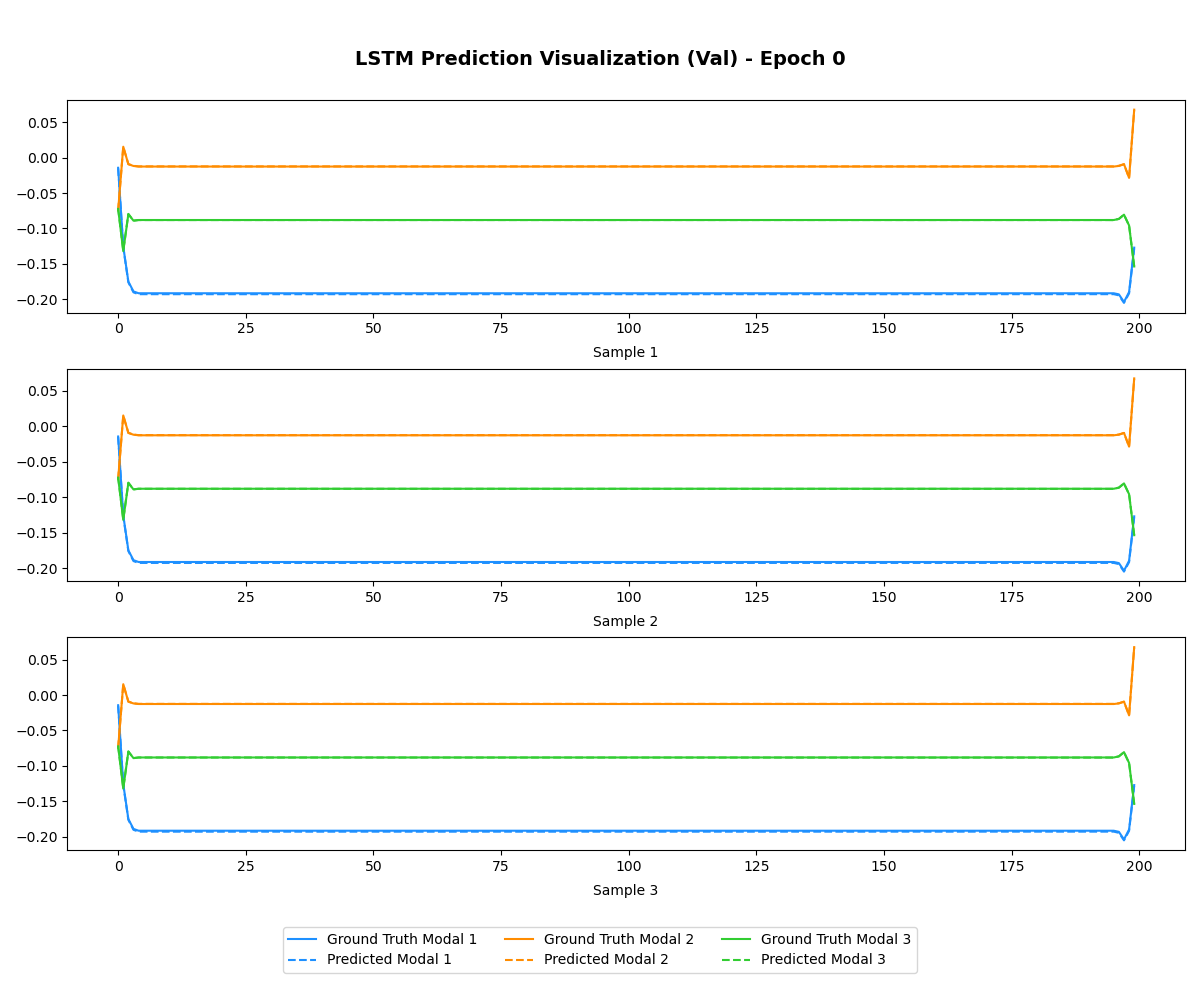 LSTM Prediction Visualization (Val) - Epoch 0
0.05
0.00
−0.05
−0.10
−0.15
−0.20
0 25 50 75 100 125 150 175 200
Sample 1
0.05
0.00
−0.05
−0.10
−0.15
−0.20
0 25 50 75 100 125 150 175 200
Sample 2
0.05
0.00
−0.05
−0.10
−0.15
−0.20
0 25 50 75 100 125 150 175 200
Sample 3
Ground Truth Modal 1 Ground Truth Modal 2 Ground Truth Modal 3
Predicted Modal 1 Predicted Modal 2 Predicted Modal 3